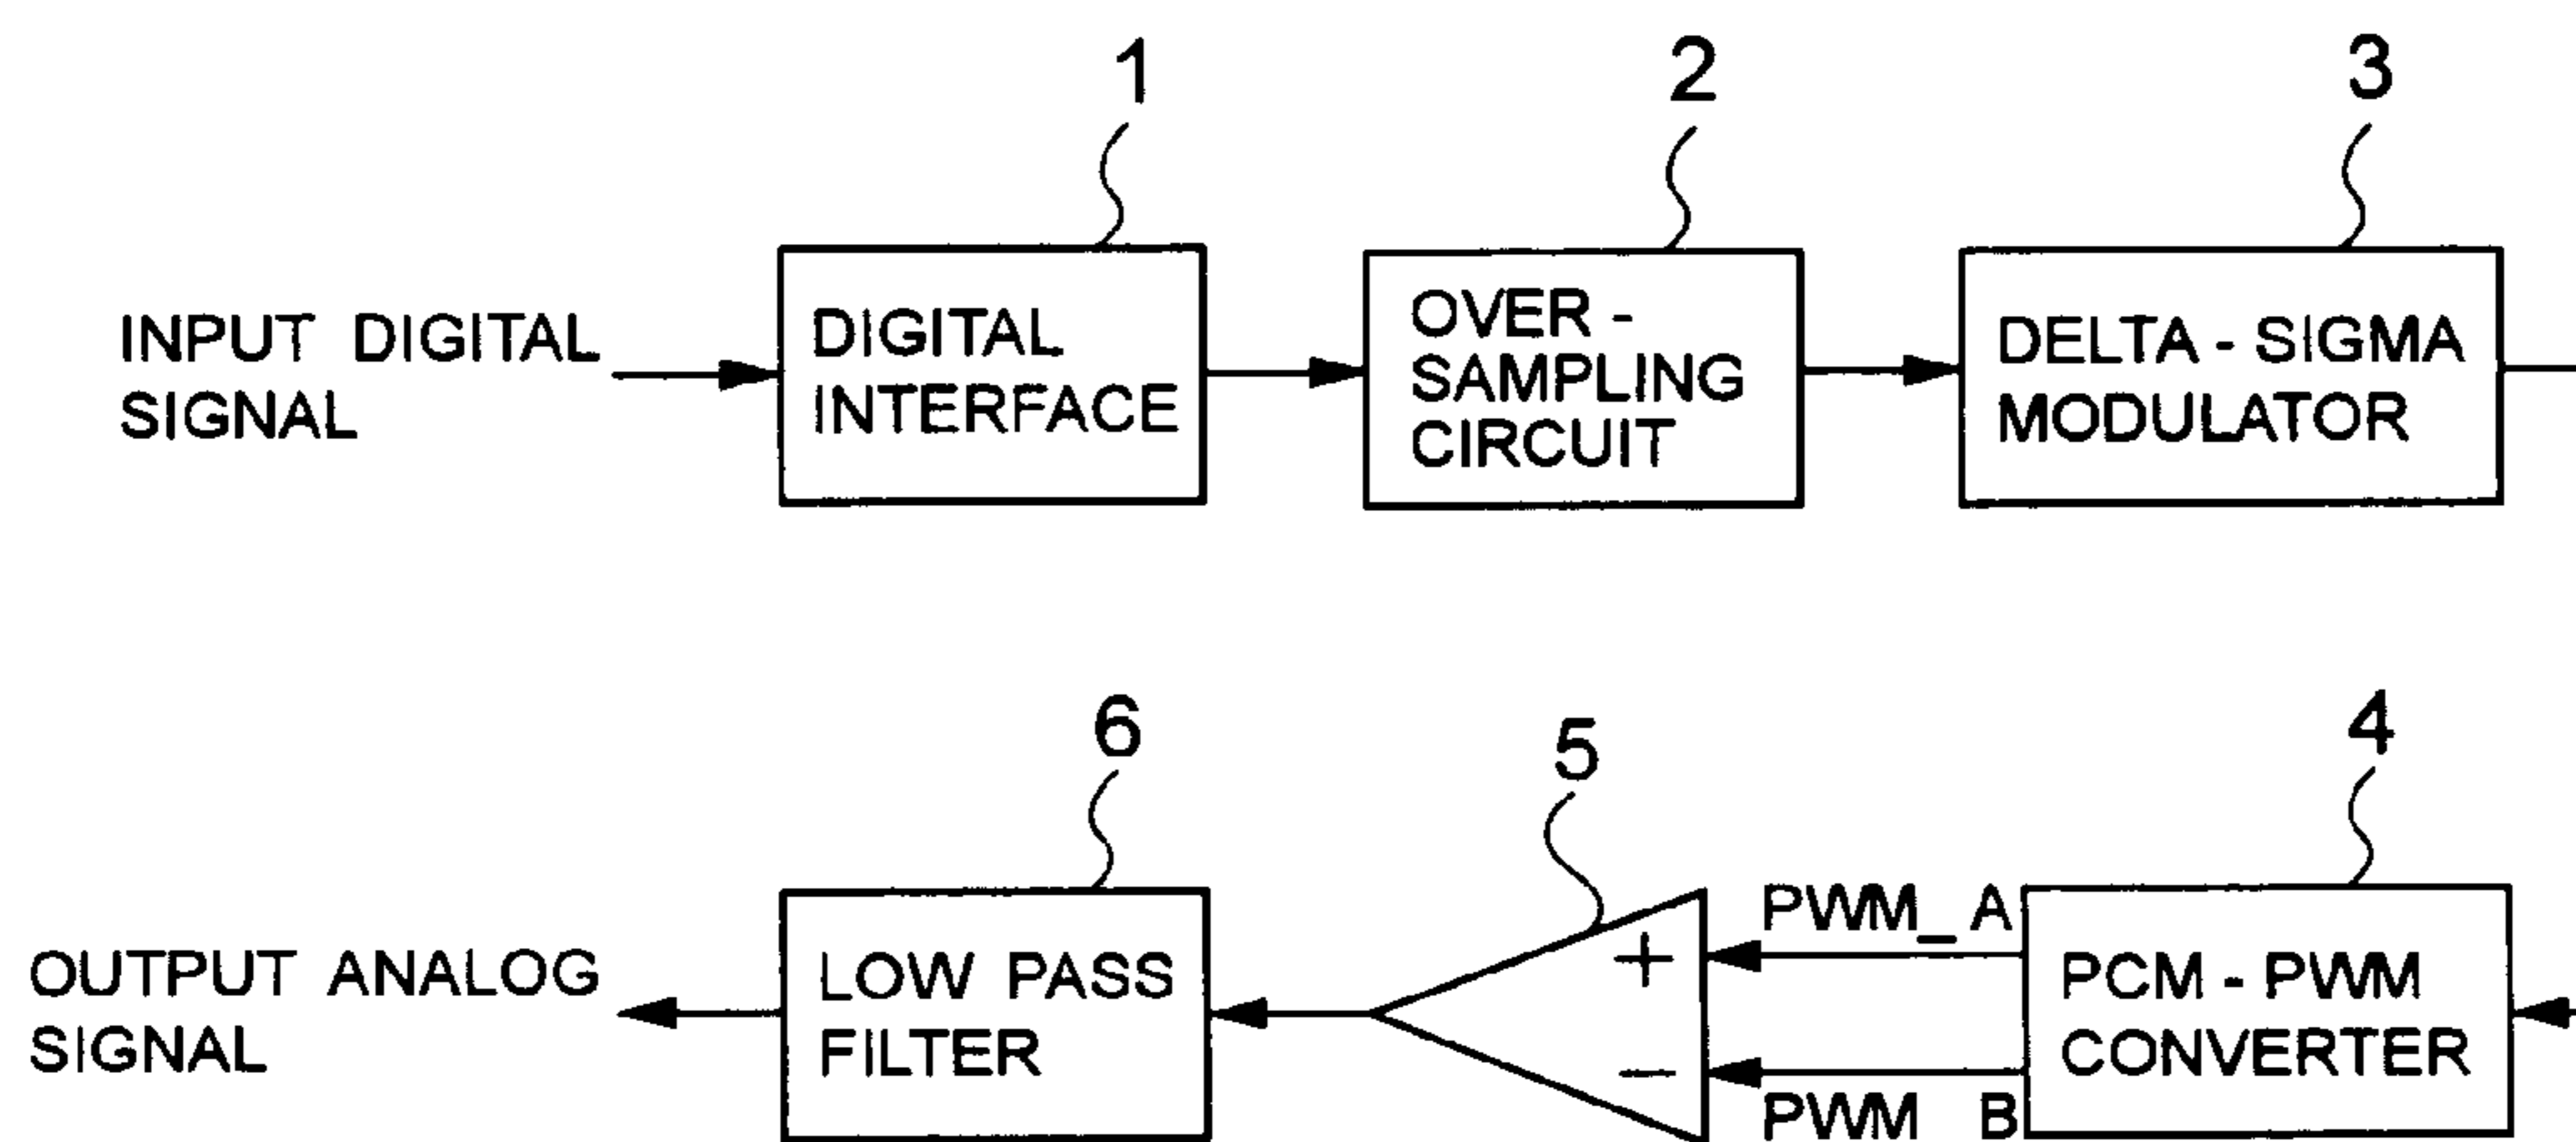 1
2
3
INPUT DIGITAL
SIGNAL
DIGITAL
INTERFACE
OVER -
SAMPLING
CIRCUIT
DELTA - SIGMA
MODULATOR
6
5
4
OUTPUT ANALOG
SIGNAL
LOW PASS
FILTER
+
−
PWM_A
PWM B
PCM - PWM
CONVERTER